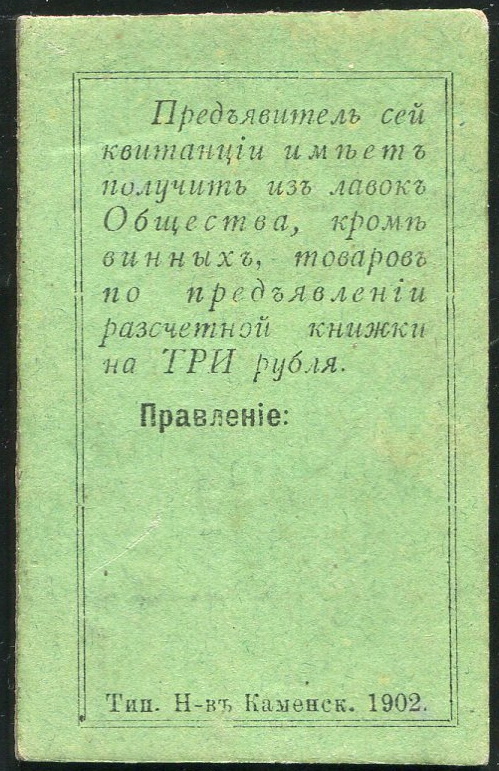 Предъявитель сей
квитанціи имѣетъ
получить изъ лавокъ
Общества, кромѣ
винныхъ, товаровъ
по предъявленіи
разсчетной книжки
на ТРИ рубля.
Правленіе:
Тип. Н-въ Каменск. 1902.